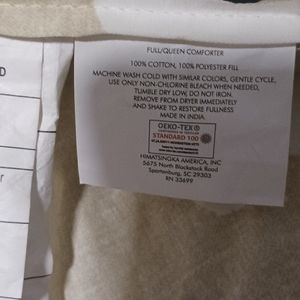 FULL/QUEEN COMFORTER
100% COTTON, 100% POLYESTER FILL
MACHINE WASH COLD WITH SIMILAR COLORS, GENTLE CYCLE,
USE ONLY NON-CHLORINE BLEACH WHEN NEEDED,
TUMBLE DRY LOW, DO NOT IRON.
REMOVE FROM DRYER IMMEDIATELY
AND SHAKE TO RESTORE FULLNESS
MADE IN INDIA
OEKO-TEX®
STANDARD 100
HIMATSINGKA AMERICA, INC
5675 North Blackstock Road
Spartanburg, SC 29303
RN 33699
D
r